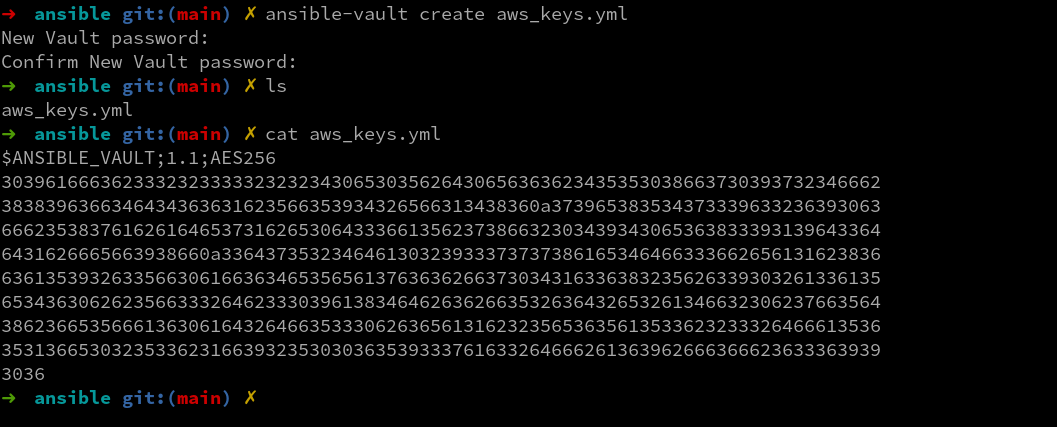 ➜ ansible git:(main) ✗ ansible-vault create aws_keys.yml
New Vault password:
Confirm New Vault password:
➜ ansible git:(main) ✗ ls
aws_keys.yml
➜ ansible git:(main) ✗ cat aws_keys.yml
$ANSIBLE_VAULT;1.1;AES256
30396166636233323233333232323430653035626430656363623435353038663730393732346662
3838396366346434363631623566353934326566313438360a373965383534373339633236393063
66623538376162616465373162653064333661356237386632303439343065363833393139643364
6431626665663938660a336437353234646130323933373737386165346466333662656131623836
63613539326335663061663634653565613763636266373034316336383235626339303261336135
65343630626235663332646233303961383464626362663532636432653261346632306237663564
38623665356661363061643264663533306263656131623235653635613533623233326466613536
35313665303235336231663932353030363539333761633264666261363962666366623633363939
3036
➜ ansible git:(main) ✗